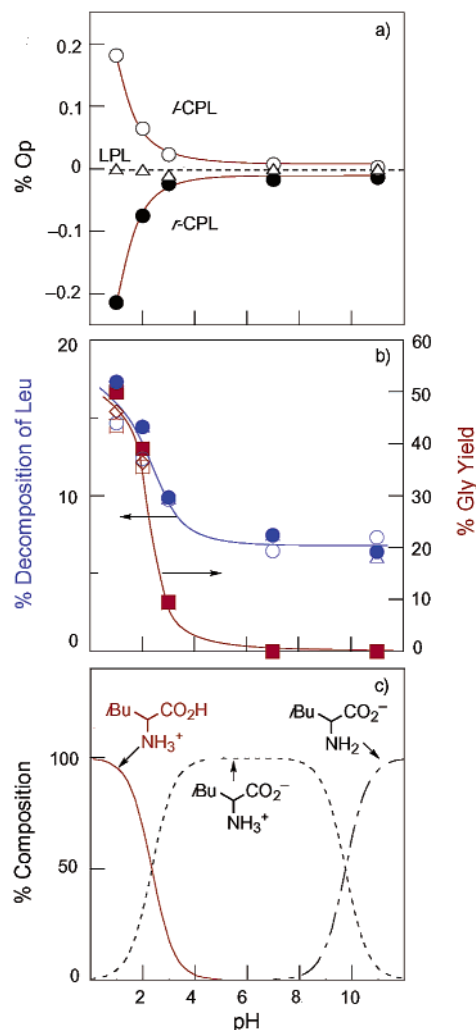 a)
0.2
0.1
0
−0.1
−0.2
% Op
l-CPL
LPL
r-CPL
b)
20
10
0
% Decomposition of Leu
60
50
40
30
20
10
0
% Gly Yield
c)
iBu CO2H
NH3+
iBu CO2−
NH3+
iBu CO2−
NH2
100
50
0
% Composition
2 4 6 8 10
pH